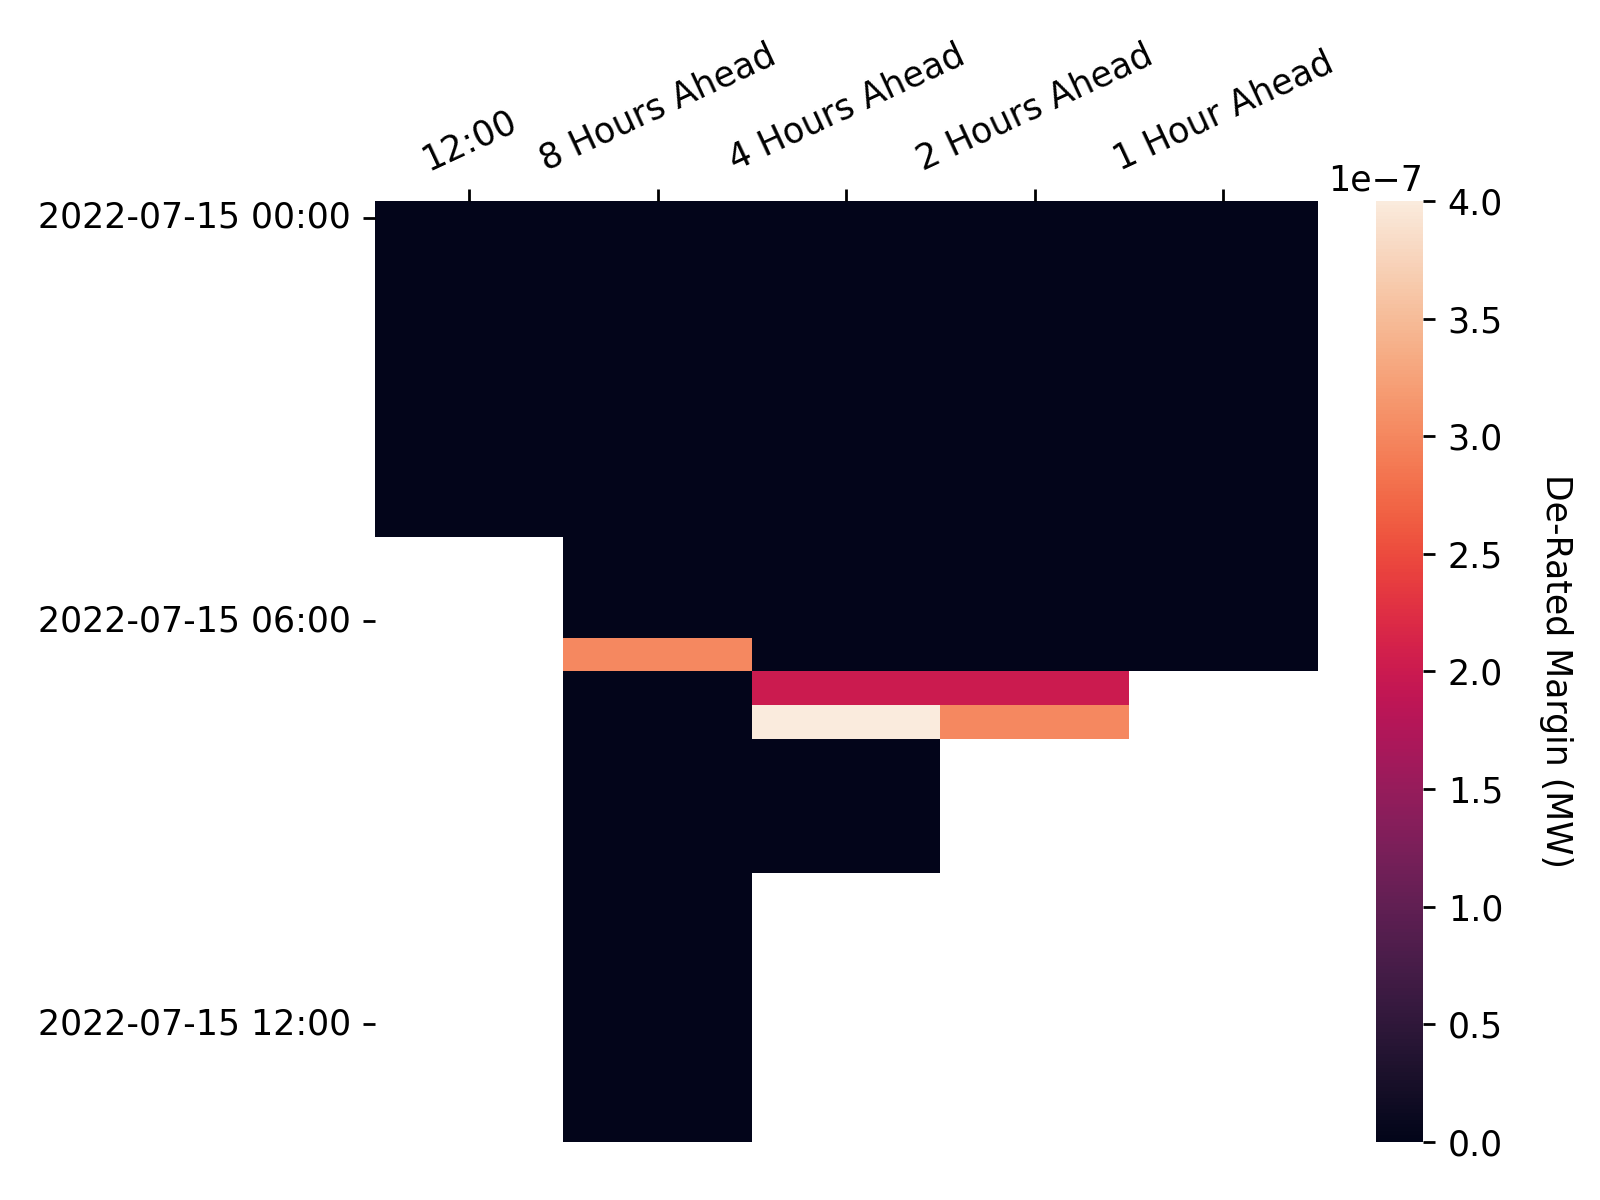 12:00
8 Hours Ahead
4 Hours Ahead
2 Hours Ahead
1 Hour Ahead
2022-07-15 00:00
2022-07-15 06:00
2022-07-15 12:00
1e−7
4.0
3.5
3.0
2.5
2.0
1.5
1.0
0.5
0.0
De-Rated Margin (MW)